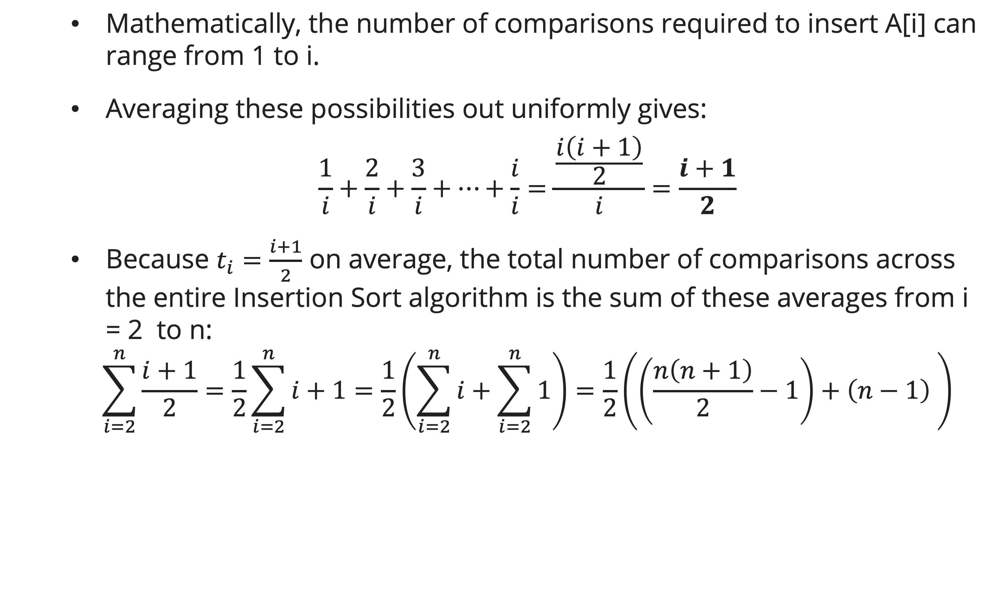 • Mathematically, the number of comparisons required to insert A[i] can
range from 1 to i.
• Averaging these possibilities out uniformly gives:
$\frac{1}{i} + \frac{2}{i} + \frac{3}{i} + \cdots + \frac{i}{i} = \frac{\frac{i(i+1)}{2}}{i} = \frac{\boldsymbol{i}+\mathbf{1}}{\mathbf{2}}$
• Because $t_i = \frac{i+1}{2}$ on average, the total number of comparisons across
the entire Insertion Sort algorithm is the sum of these averages from i
= 2 to n:
$\sum_{i=2}^{n} \frac{i+1}{2} = \frac{1}{2} \sum_{i=2}^{n} i + 1 = \frac{1}{2} \left( \sum_{i=2}^{n} i + \sum_{i=2}^{n} 1 \right) = \frac{1}{2} \left( \left( \frac{n(n+1)}{2} - 1 \right) + (n-1) \right)$